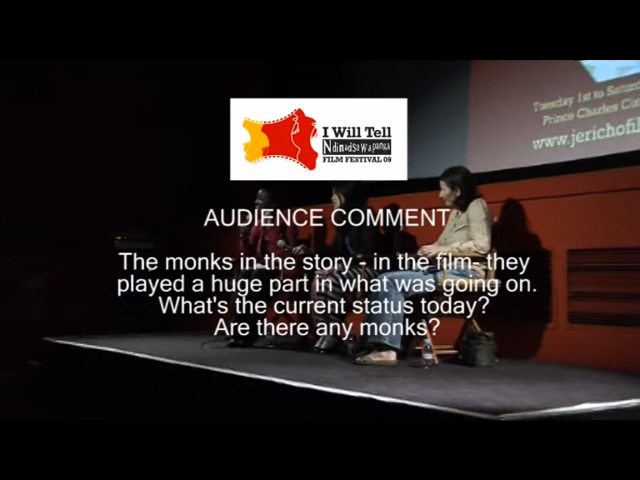 Tuesday 1st to Saturd
Prince Charles Cin
www.jerichofil
I Will Tell
Ndinadsawapanga
FILM FESTIVAL 09
AUDIENCE COMMENT
The monks in the story - in the film- they
played a huge part in what was going on.
What's the current status today?
Are there any monks?